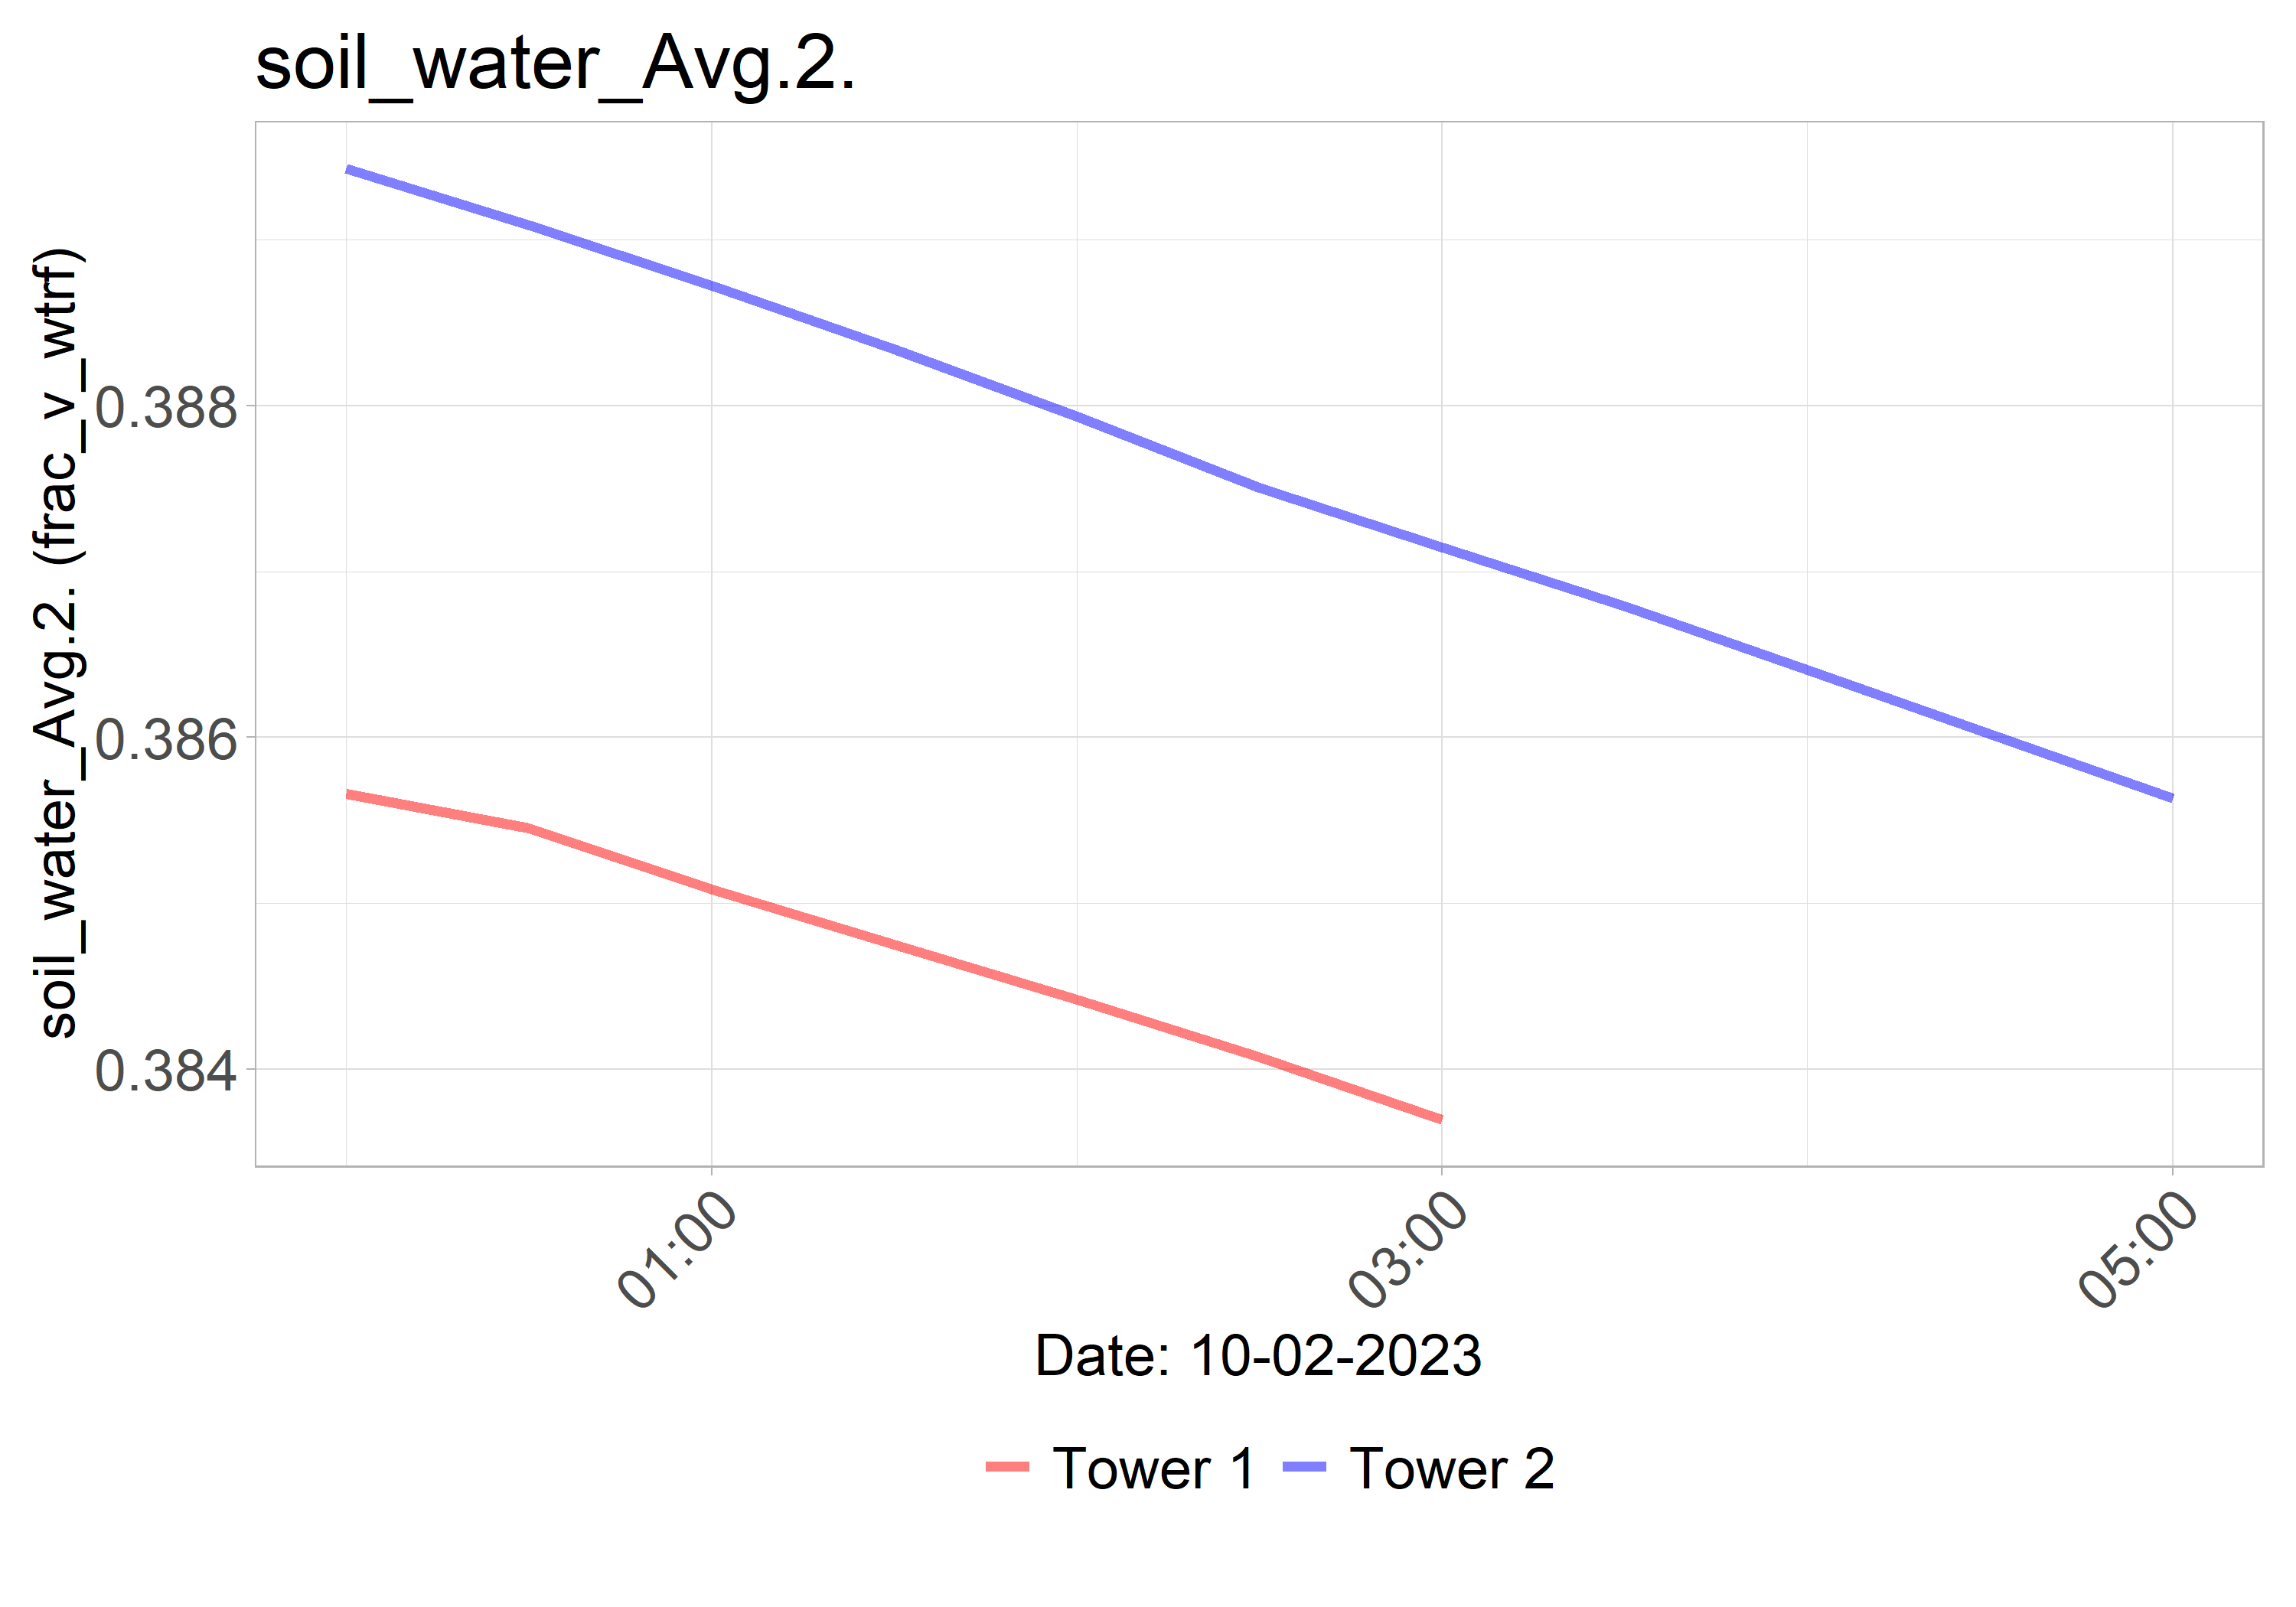 soil_water_Avg.2.
soil_water_Avg.2. (frac_v_wtrf)
0.388
0.386
0.384
01:00
03:00
05:00
Date: 10-02-2023
Tower 1
Tower 2